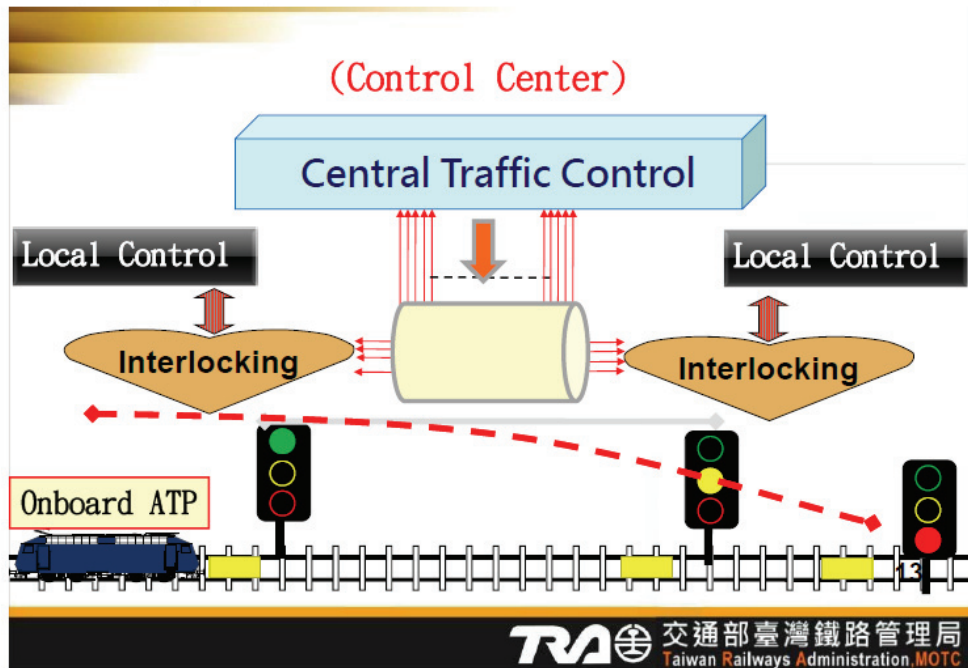 (Control Center)
Central Traffic Control
Local Control
Local Control
Interlocking
Interlocking
Onboard ATP
13
TRA 交通部臺灣鐵路管理局
Taiwan Railways Administration,MOTC